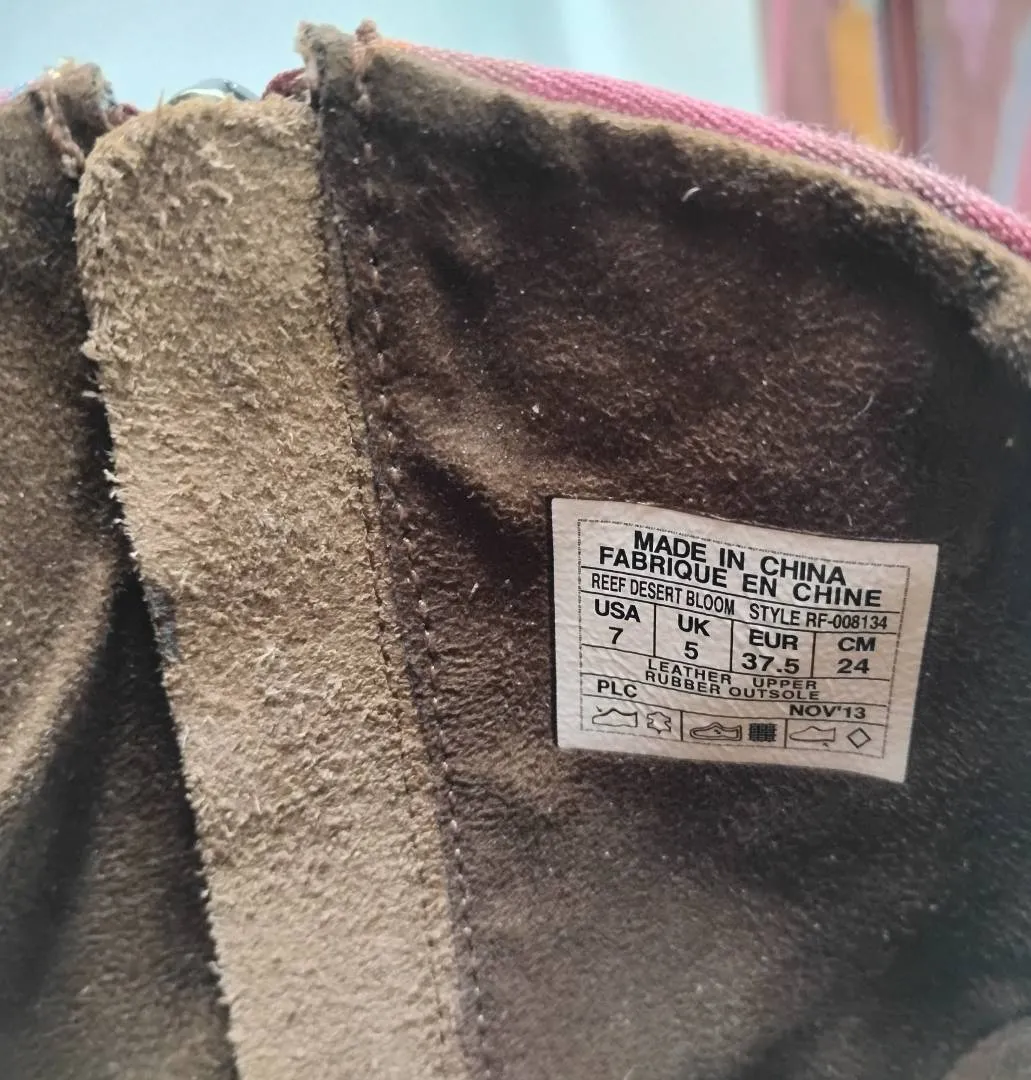 MADE IN CHINA
FABRIQUE EN CHINE
REEF DESERT BLOOM STYLE RF-008134
USA UK EUR CM
7 5 37.5 24
LEATHER UPPER
RUBBER OUTSOLE
PLC NOV'13